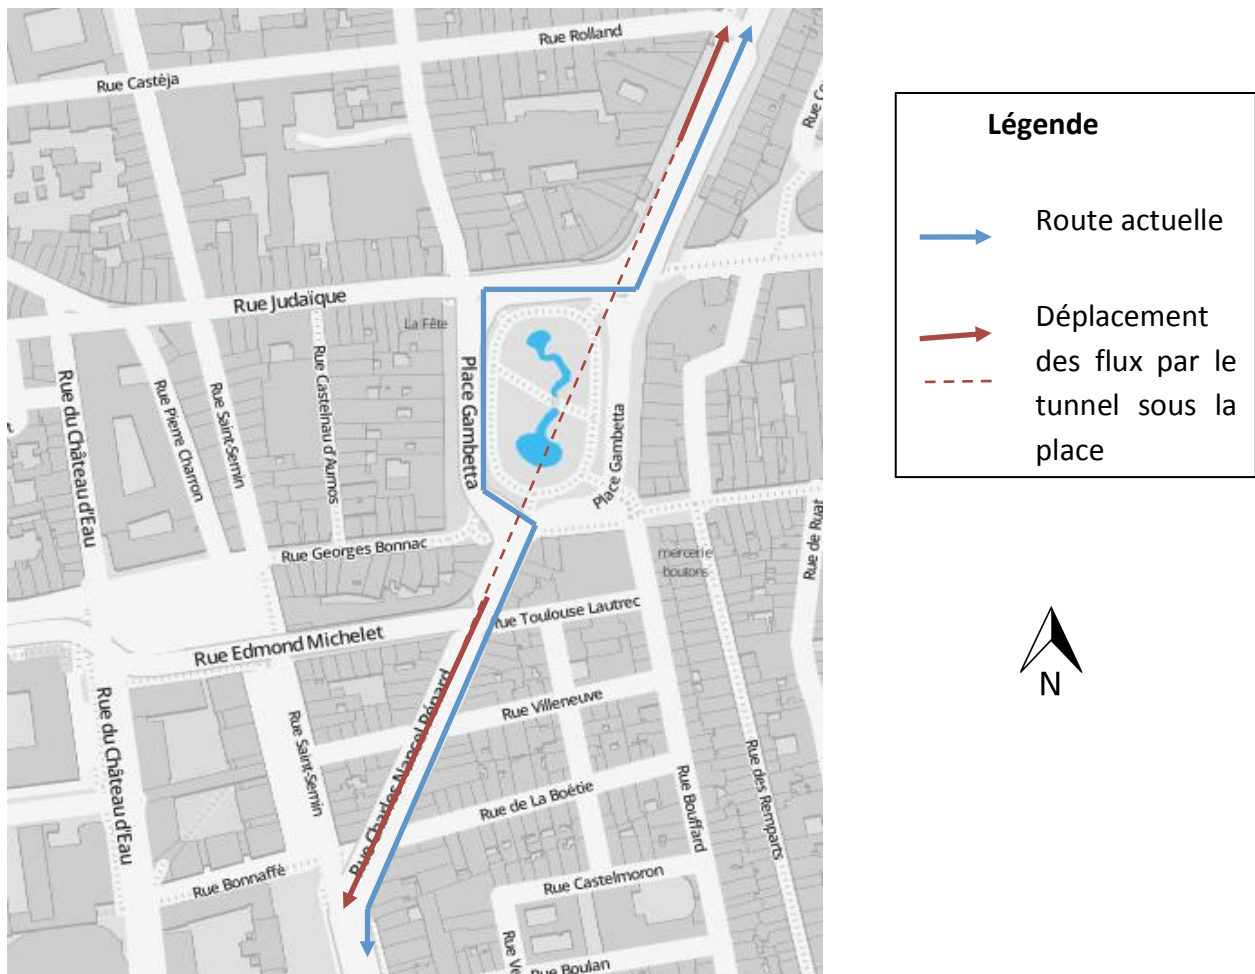 Rue Rolland
Rue Castéja
Rue Judaïque
La Fête
Place Gambetta
Rue Castelnau d'Auros
Rue Saint-Sernin
Rue Pierre Charron
Rue du Château d'Eau
Place Gambetta
Rue Georges Bonnac
mercerie
boutons
Rue de Ruat
Rue Toulouse Lautrec
Rue Edmond Michelet
Rue Villeneuve
Rue Charles Nancel Pénard
Rue du Château d'Eau
Rue Saint-Sernin
Rue de La Boëtie
Rue Bouffard
Rue des Remparts
Rue Bonnaffé
Rue Castelmoron
Rue Boulan
Légende
Route actuelle
Déplacement
des flux par le
tunnel sous la
place
N